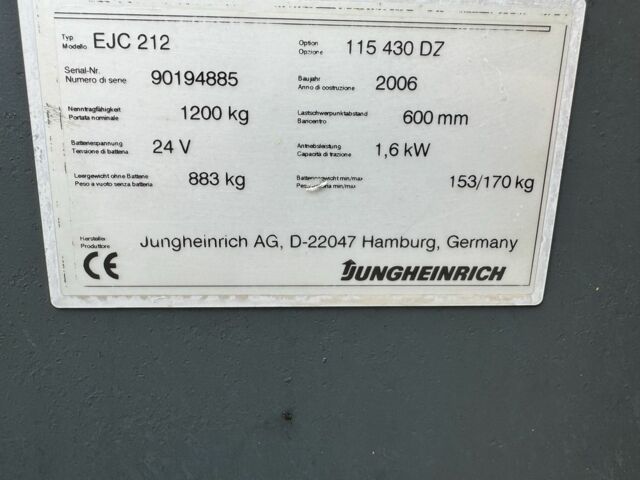 Typ
Modello EJC 212
Option
Opzione 115 430 DZ
Serial-Nr.
Numero di serie 90194885
Baujahr
Anno di costruzione 2006
Nenntragfähigkeit
Portata nominale 1200 kg
Lastschwerpunktabstand
Baricentro 600 mm
Batteriespannung
Tensione di batteria 24 V
Antriebsleistung
Capacità di trazione 1,6 kW
Leergewicht ohne Batterie
Peso a vuoto senza batteria 883 kg
Batteriegewicht min/max
batteria min/max 153/170 kg
Hersteller
Produttore Jungheinrich AG, D-22047 Hamburg, Germany
CE JUNGHEINRICH